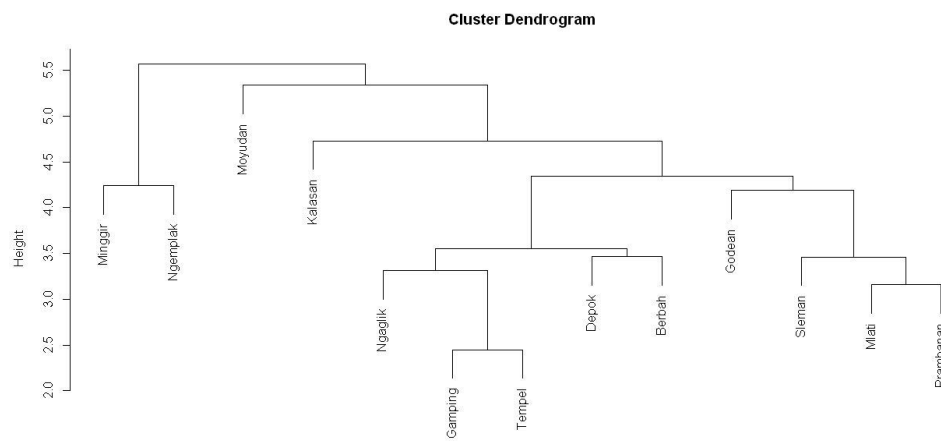 Cluster Dendrogram
Height
5.5
5.0
4.5
4.0
3.5
3.0
2.5
2.0
Minggir
Ngemplak
Moyudan
Kalasan
Ngaglik
Gamping
Tempel
Depok
Berbah
Godean
Sleman
Mlati
Prambanan